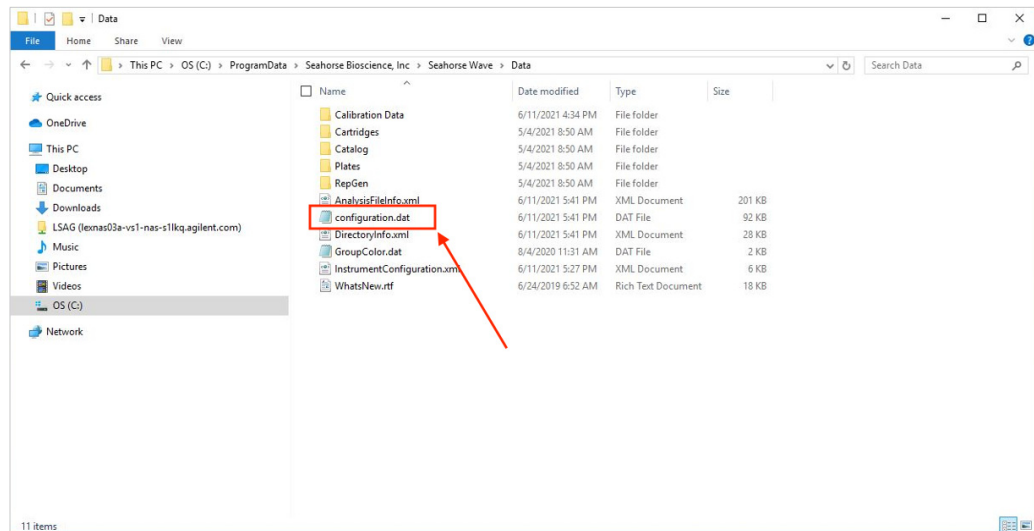 Data
File Home Share View
This PC > OS (C:) > ProgramData > Seahorse Bioscience, Inc > Seahorse Wave > Data
Search Data
Name Date modified Type Size
Quick access
OneDrive
This PC
Desktop
Documents
Downloads
LSAG (lexnas03a-vs1-nas-s1lkq.agilent.com)
Music
Pictures
Videos
OS (C:)
Network
Calibration Data 6/11/2021 4:34 PM File folder
Cartridges 5/4/2021 8:50 AM File folder
Catalog 5/4/2021 8:50 AM File folder
Plates 5/4/2021 8:50 AM File folder
RepGen 5/4/2021 8:50 AM File folder
AnalysisFileInfo.xml 6/11/2021 5:41 PM XML Document 201 KB
configuration.dat 6/11/2021 5:41 PM DAT File 92 KB
DirectoryInfo.xml 6/11/2021 5:41 PM XML Document 28 KB
GroupColor.dat 8/4/2020 11:31 AM DAT File 2 KB
InstrumentConfiguration.xml 6/11/2021 5:27 PM XML Document 6 KB
WhatsNew.rtf 6/24/2019 6:52 AM Rich Text Document 18 KB
11 items